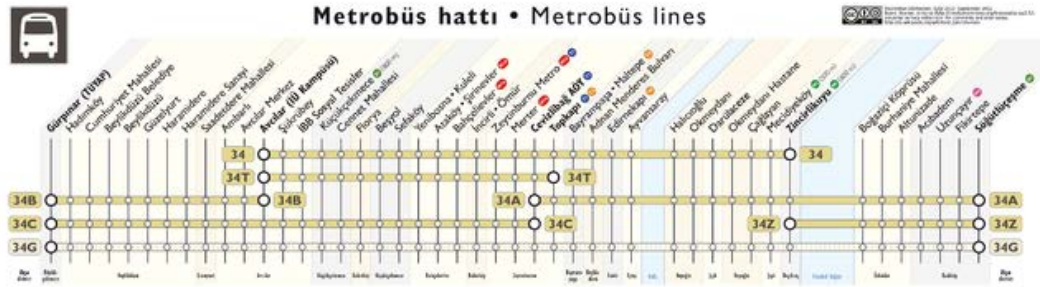 Metrobüs hattı • Metrobüs lines
Gürpınar (TÜYAP)
Hadımköy
Cumhuriyet Mahallesi
Beylikdüzü Belediye
Beylikdüzü
Güzelyurt
Haramidere
Haramidere Sanayi
Saadetdere Mahallesi
Ambarlı
Avcılar Merkez
Avcılar (İÜ Kampüsü)
Şükrübey
İBB Sosyal Tesisler
Küçükçekmece
Cennet Mahallesi
Florya
Beşyol
Sefaköy
Yenibosna • Kuleli
Ataköy • Şirinevler
Bahçelievler
İncirli • Ömür
Zeytinburnu Metro
Merter
Cevizlibağ AÖY
Topkapı
Bayrampaşa • Maltepe
Adnan Menderes Bulvarı
Edirnekapı
Ayvansaray
Halıcıoğlu
Okmeydanı
Darülaceze
Okmeydanı Hastane
Çağlayan
Mecidiyeköy
Zincirlikuyu
Boğaziçi Köprüsü
Burhaniye Mahallesi
Altunizade
Acıbadem
Uzunçayır
Fikirtepe
Söğütlüçeşme
34 34
34T 34T
34B 34B 34A 34A
34C 34C 34Z 34Z
34G 34G